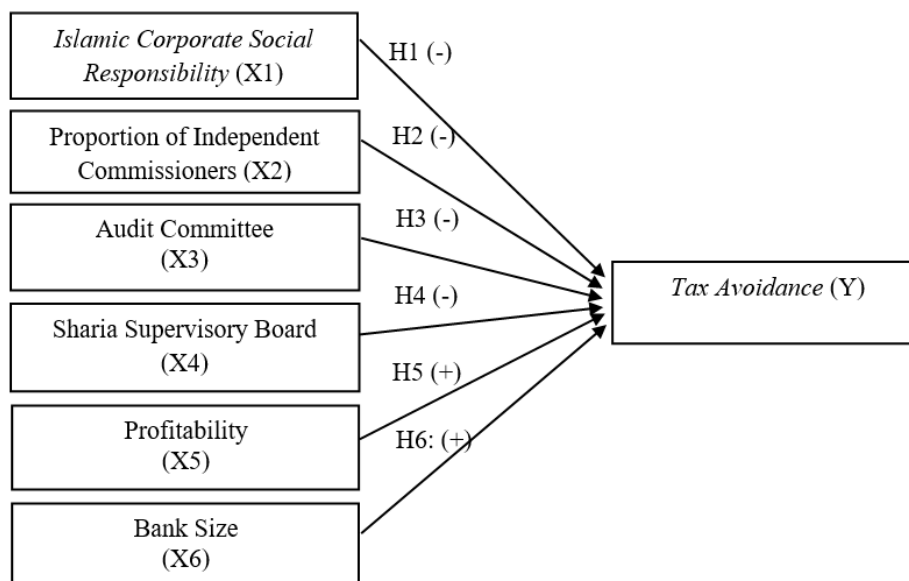 Islamic Corporate Social
Responsibility (X1)
H1 (-)
Proportion of Independent
Commissioners (X2)
H2 (-)
Audit Committee
(X3)
H3 (-)
Sharia Supervisory Board
(X4)
H4 (-)
Profitability
(X5)
H5 (+)
Bank Size
(X6)
H6: (+)
Tax Avoidance (Y)